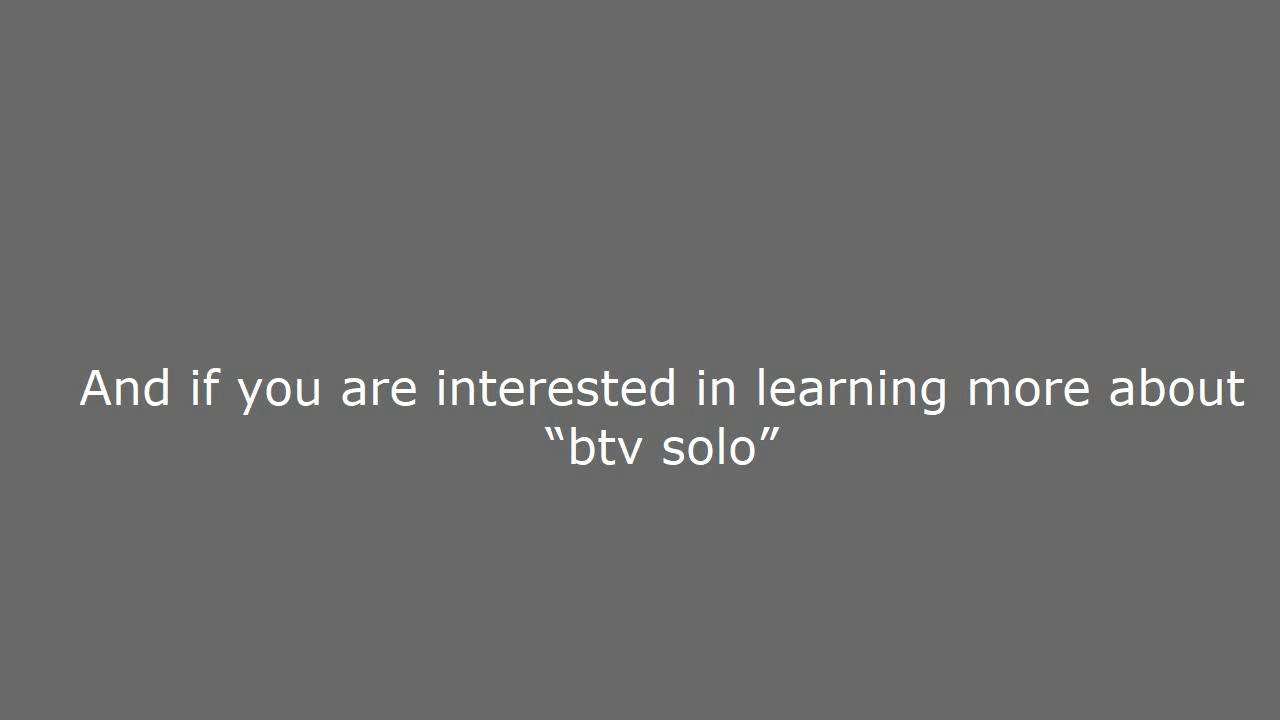 And if you are interested in learning more about
“btv solo”